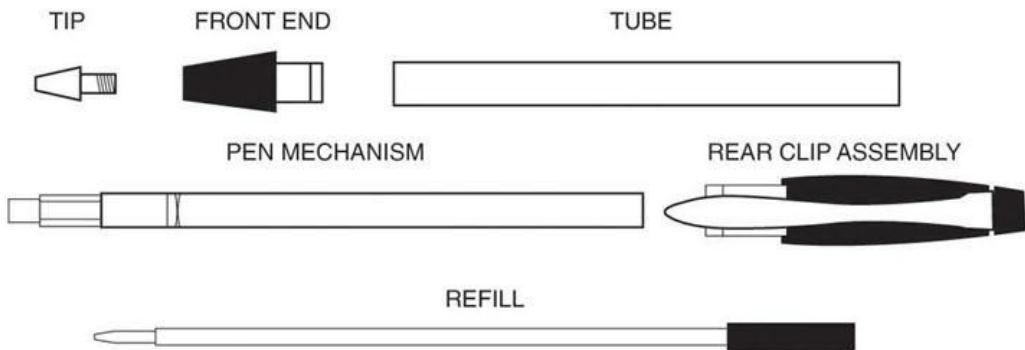 TIP
FRONT END
TUBE
PEN MECHANISM
REAR CLIP ASSEMBLY
REFILL